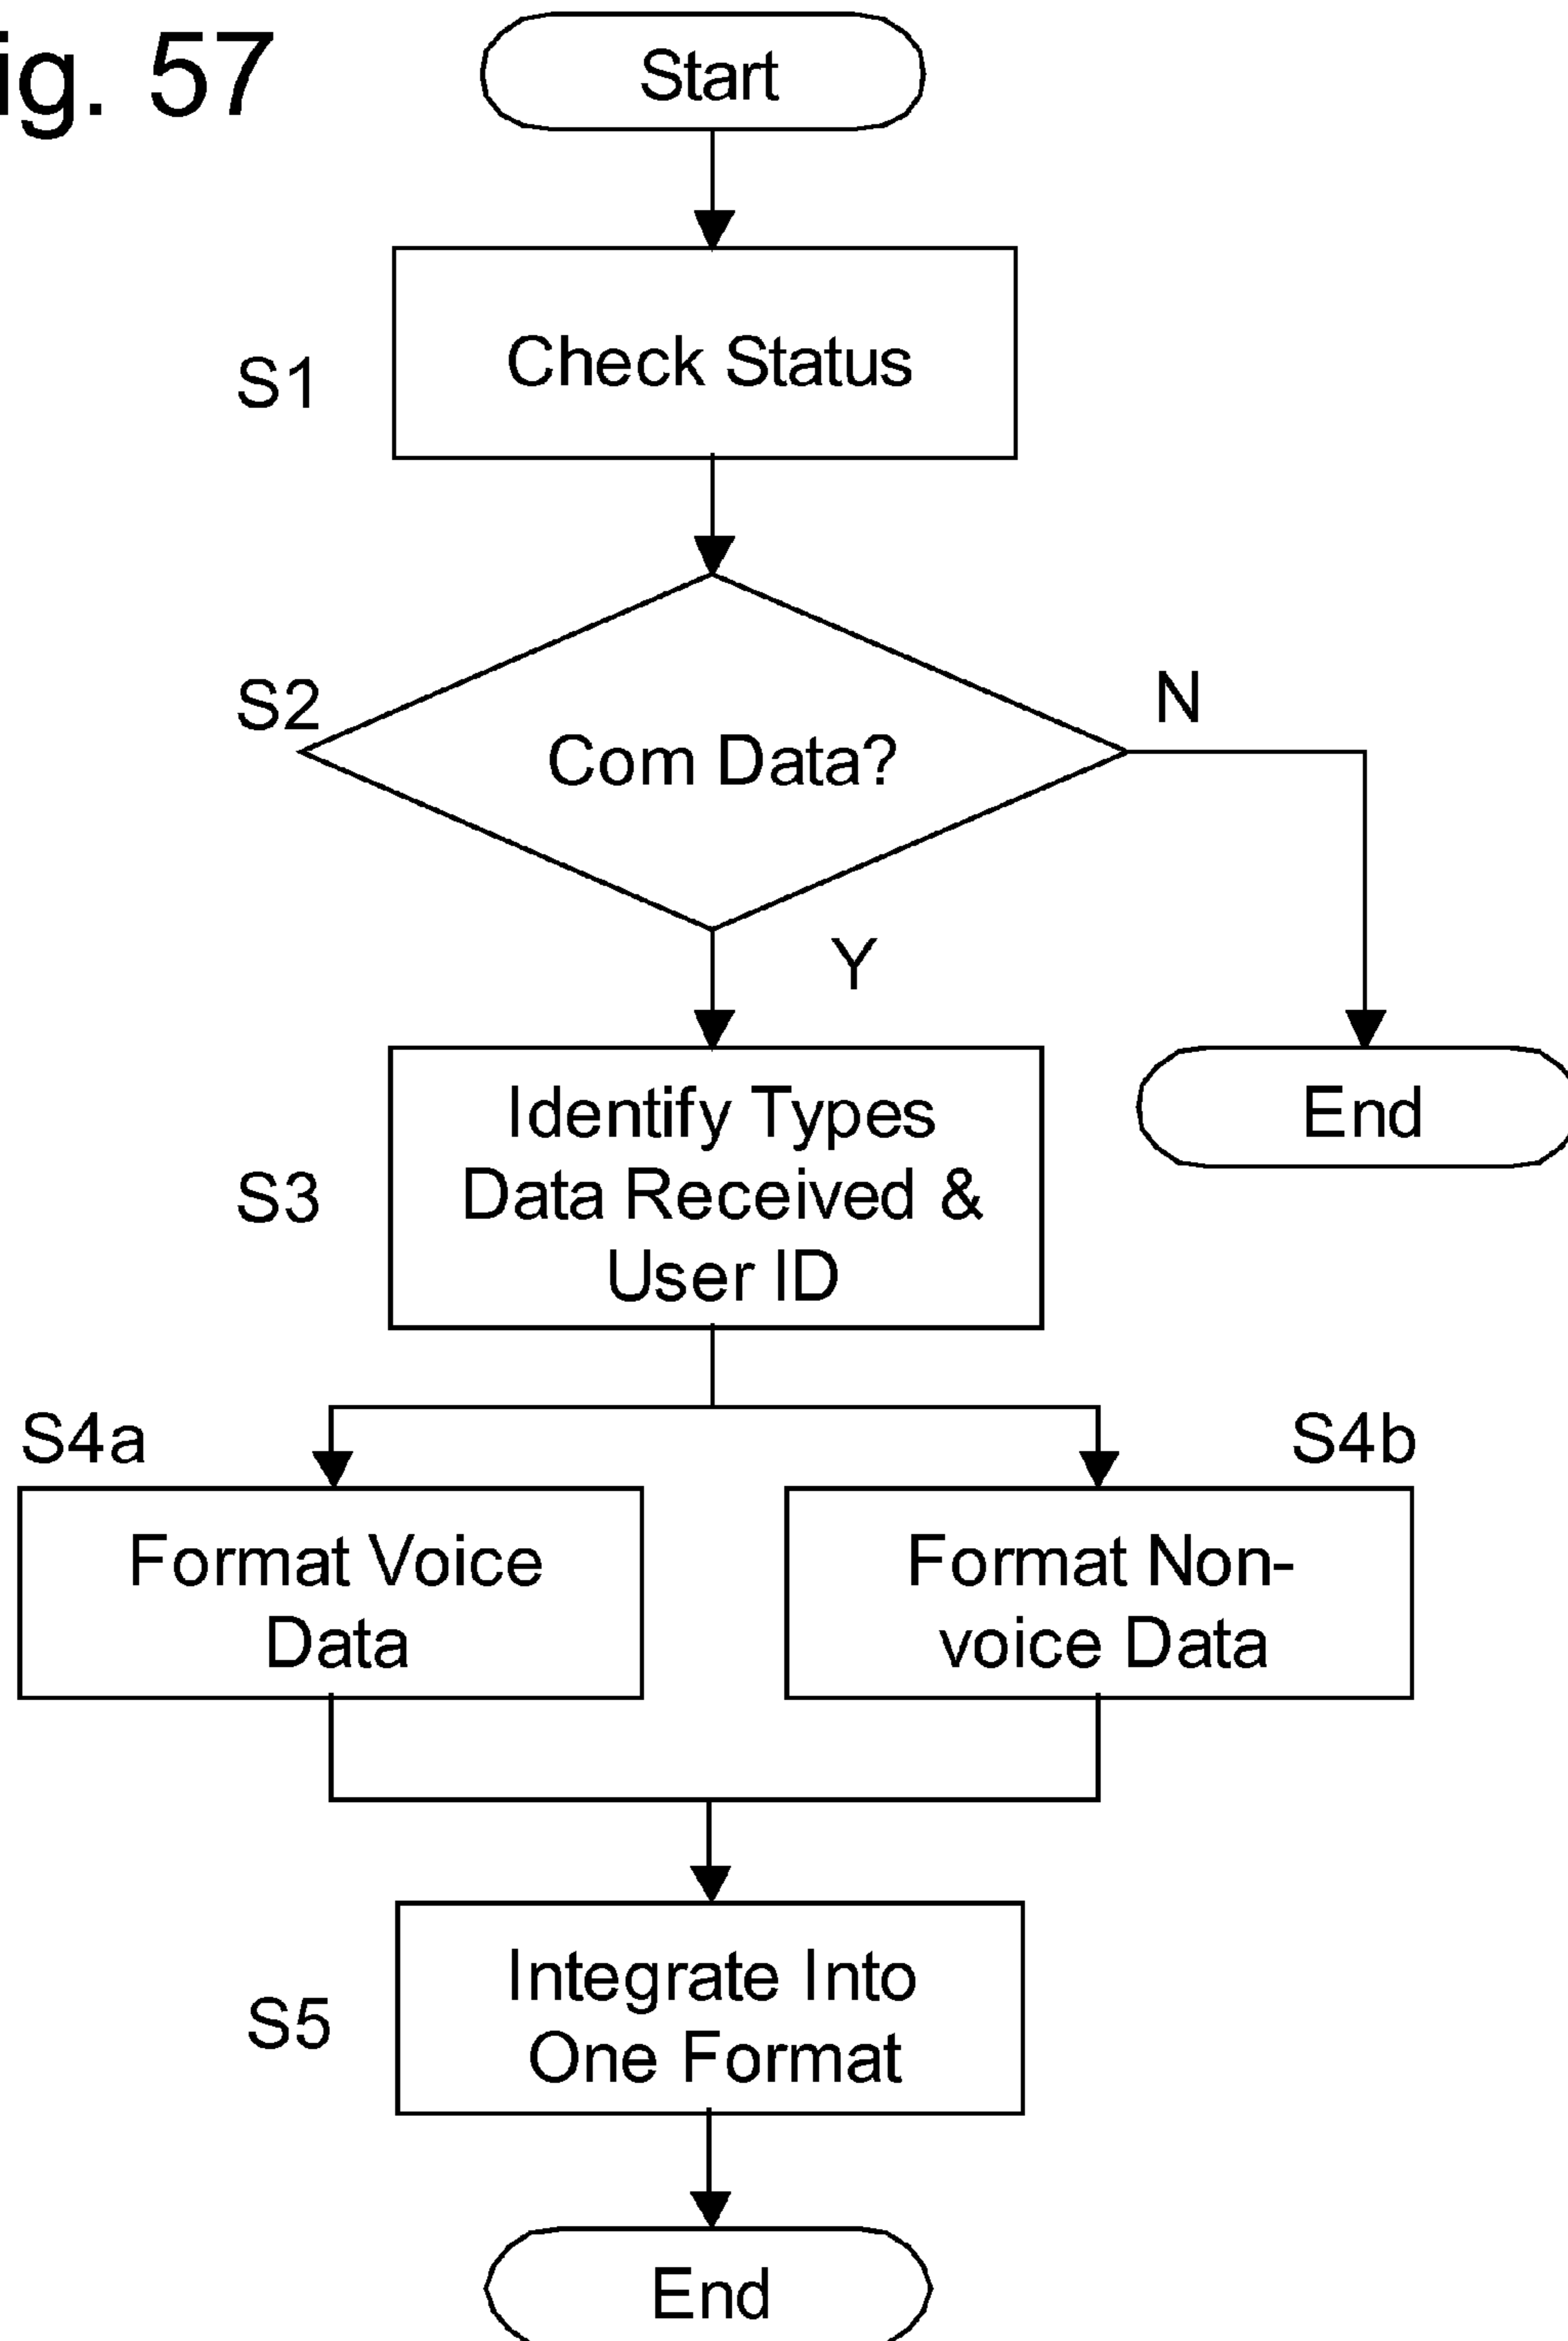 ig. 57
Start
S1
Check Status
S2
Com Data?
N
Y
Identify Types
Data Received &
User ID
S3
End
S4a
S4b
Format Voice
Data
Format Non-
voice Data
S5
Integrate Into
One Format
End